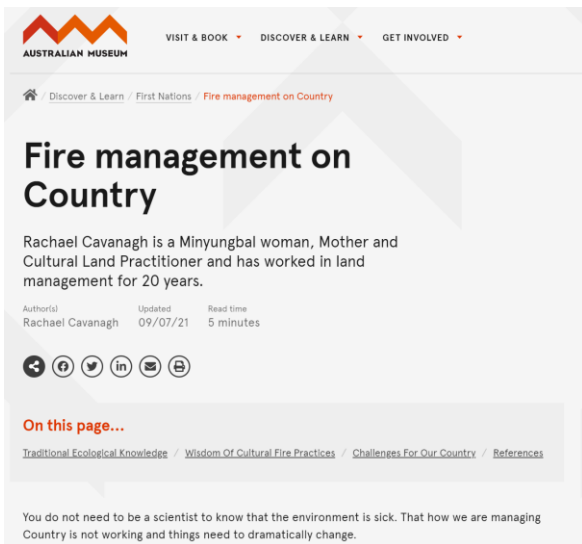 AUSTRALIAN MUSEUM
VISIT & BOOK
DISCOVER & LEARN
GET INVOLVED
/ Discover & Learn / First Nations / Fire management on Country
Fire management on
Country
Rachael Cavanagh is a Minyungbal woman, Mother and
Cultural Land Practitioner and has worked in land
management for 20 years.
Author(s) Updated Read time
Rachael Cavanagh 09/07/21 5 minutes
On this page...
Traditional Ecological Knowledge / Wisdom Of Cultural Fire Practices / Challenges For Our Country / References
You do not need to be a scientist to know that the environment is sick. That how we are managing
Country is not working and things need to dramatically change.